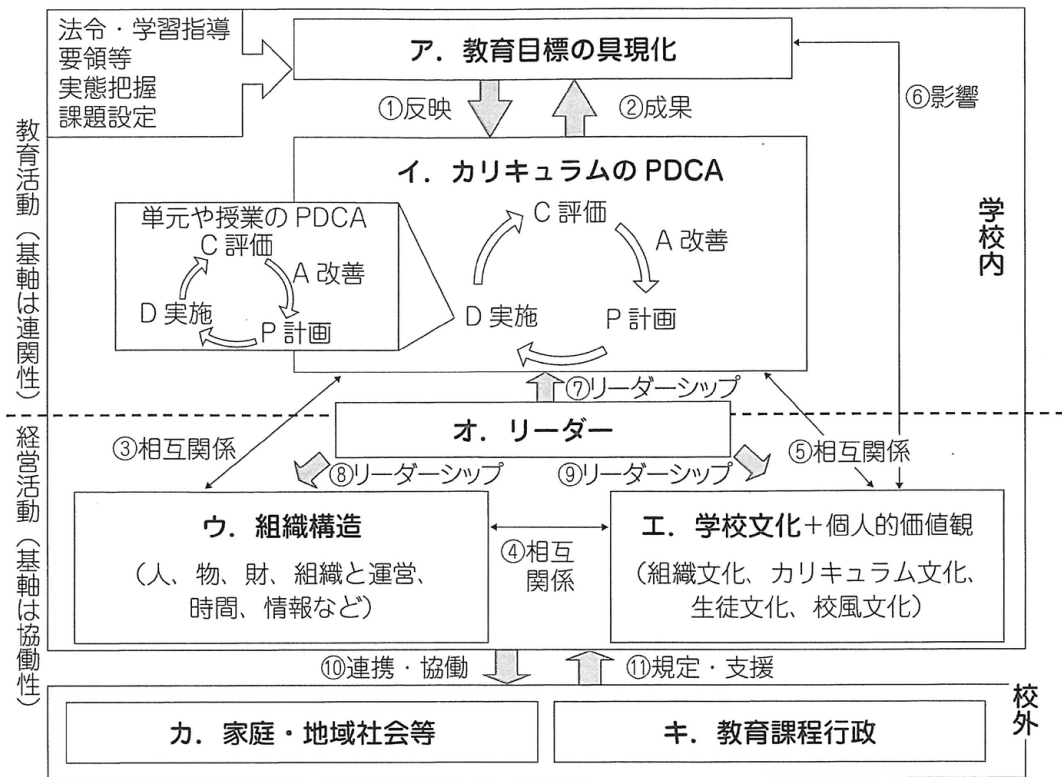 法令・学習指導
要領等
実態把握
課題設定
ア．教育目標の具現化
①反映
②成果
⑥影響
教育活動（基軸は連関性）
イ．カリキュラムのPDCA
単元や授業のPDCA
C 評価
A 改善
D 実施
P 計画
C 評価
A 改善
D 実施
P 計画
学校内
⑦リーダーシップ
オ．リーダー
③相互関係
⑧リーダーシップ
⑨リーダーシップ
⑤相互関係
経営活動（基軸は協働性）
ウ．組織構造
（人、物、財、組織と運営、
時間、情報など）
④相互
関係
エ．学校文化＋個人的価値観
（組織文化、カリキュラム文化、
生徒文化、校風文化）
⑩連携・協働
⑪規定・支援
校外
カ．家庭・地域社会等
キ．教育課程行政